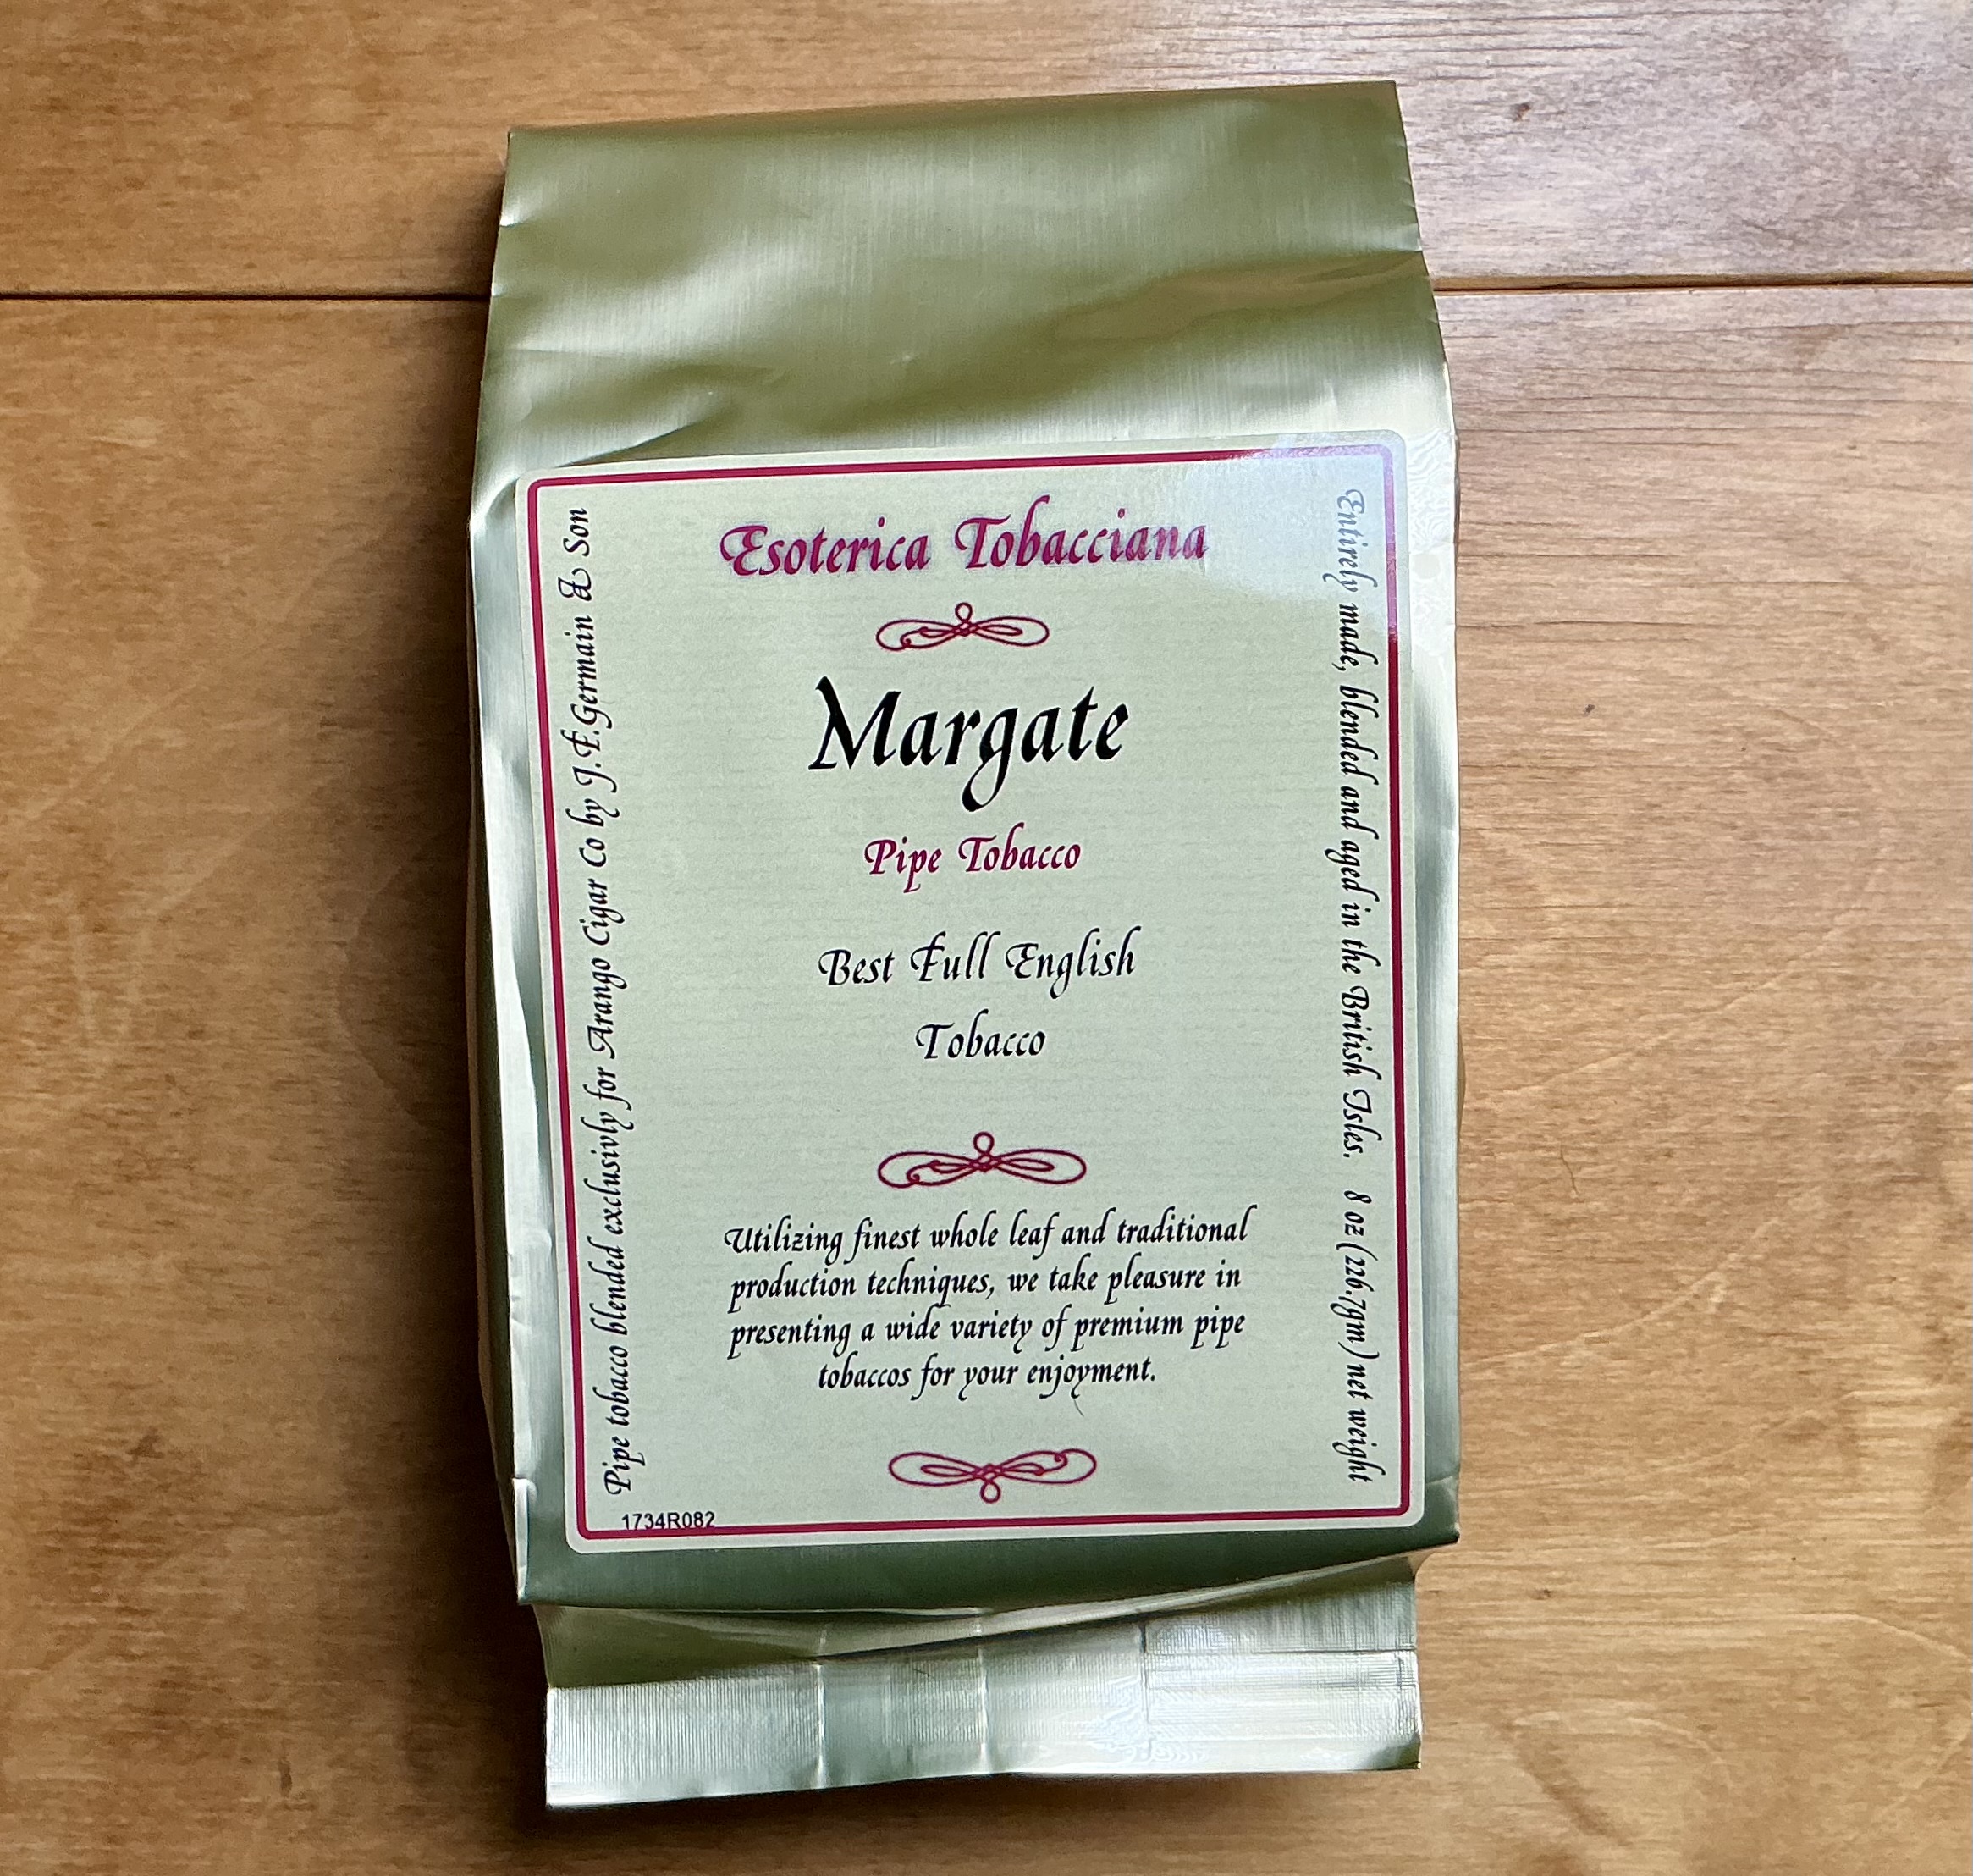 Esoterica Tobacciana
Margate
Pipe Tobacco
Best Full English
Tobacco
Utilizing finest whole leaf and traditional
production techniques, we take pleasure in
presenting a wide variety of premium pipe
tobaccos for your enjoyment.
Pipe tobacco blended exclusivly for Arango Cigar Co by J.E.Germain & Son
Entirely made, blended and aged in the British Isles. 8 oz (226.7gm) net weight
1734R082